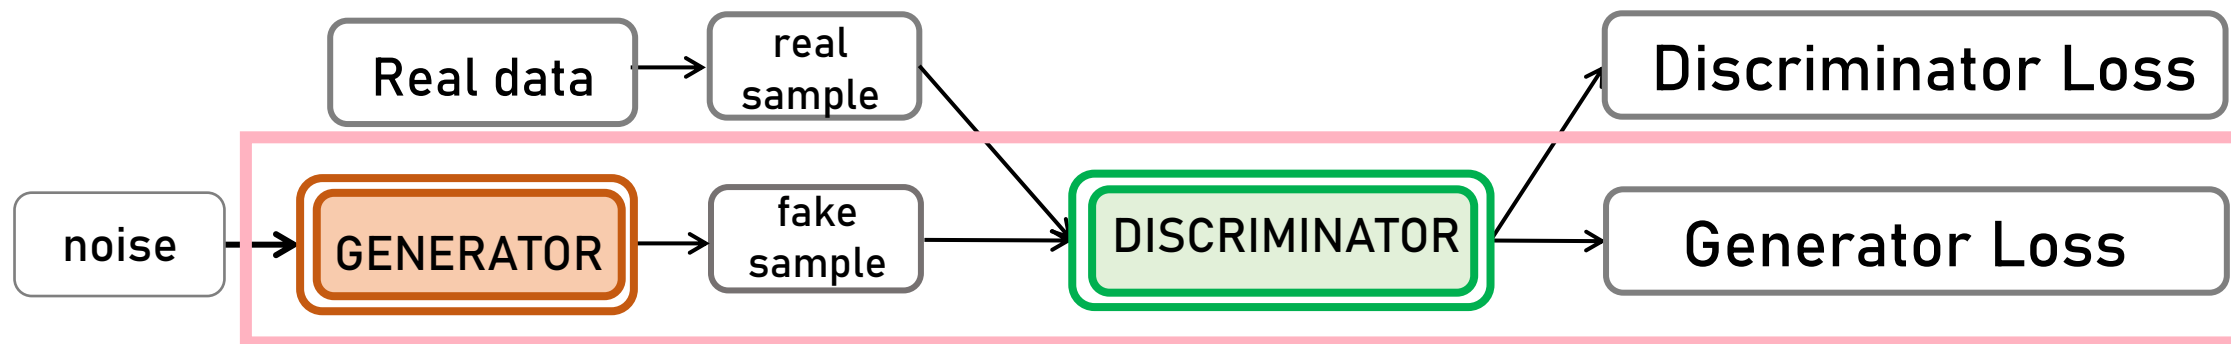 Real data
real
sample
Discriminator Loss
noise
GENERATOR
fake
sample
DISCRIMINATOR
Generator Loss